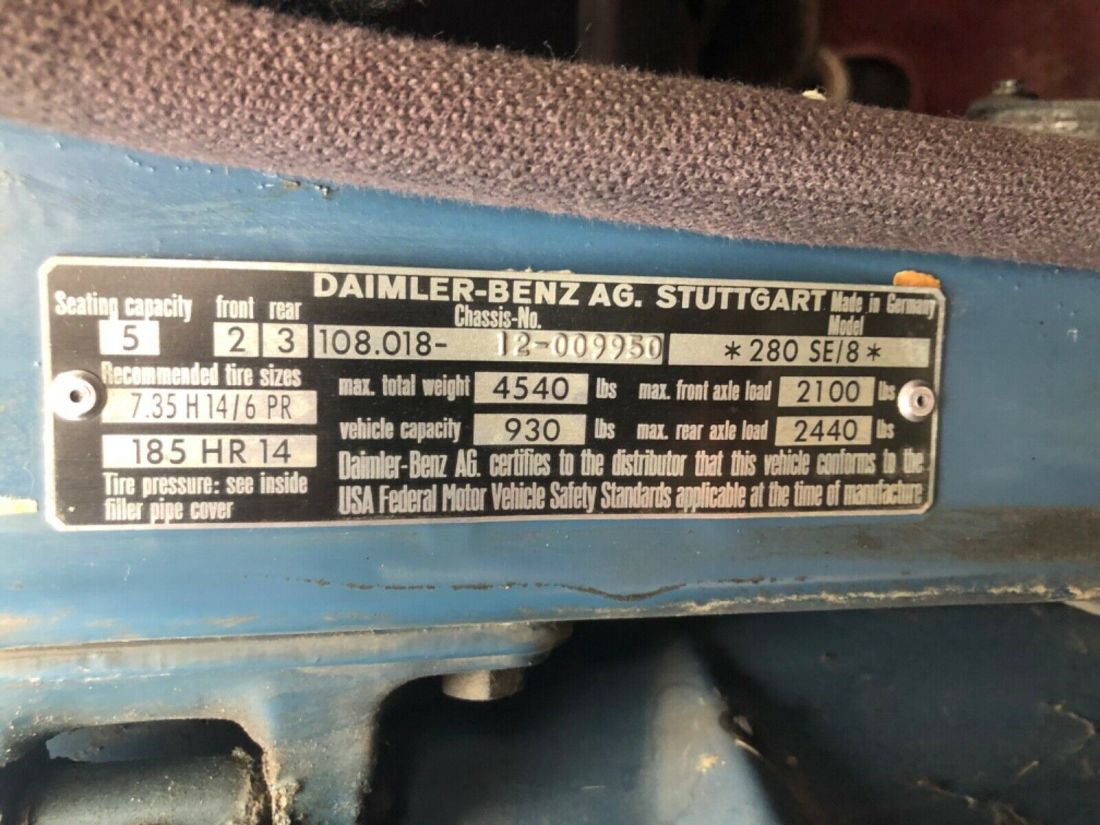 DAIMLER-BENZ AG. STUTTGART Made in Germany
Seating capacity front rear Chassis-No. Model
5 2 3 108.018- 12-009950 *280 SE/8*
Recommended tire sizes
7.35 H 14/6 PR
185 HR 14
Tire pressure: see inside
filler pipe cover
max. total weight 4540 lbs max. front axle load 2100 lbs
vehicle capacity 930 lbs max. rear axle load 2440 lbs
Daimler-Benz AG. certifies to the distributor that this vehicle conforms to the
USA Federal Motor Vehicle Safety Standards applicable at the time of manufacture